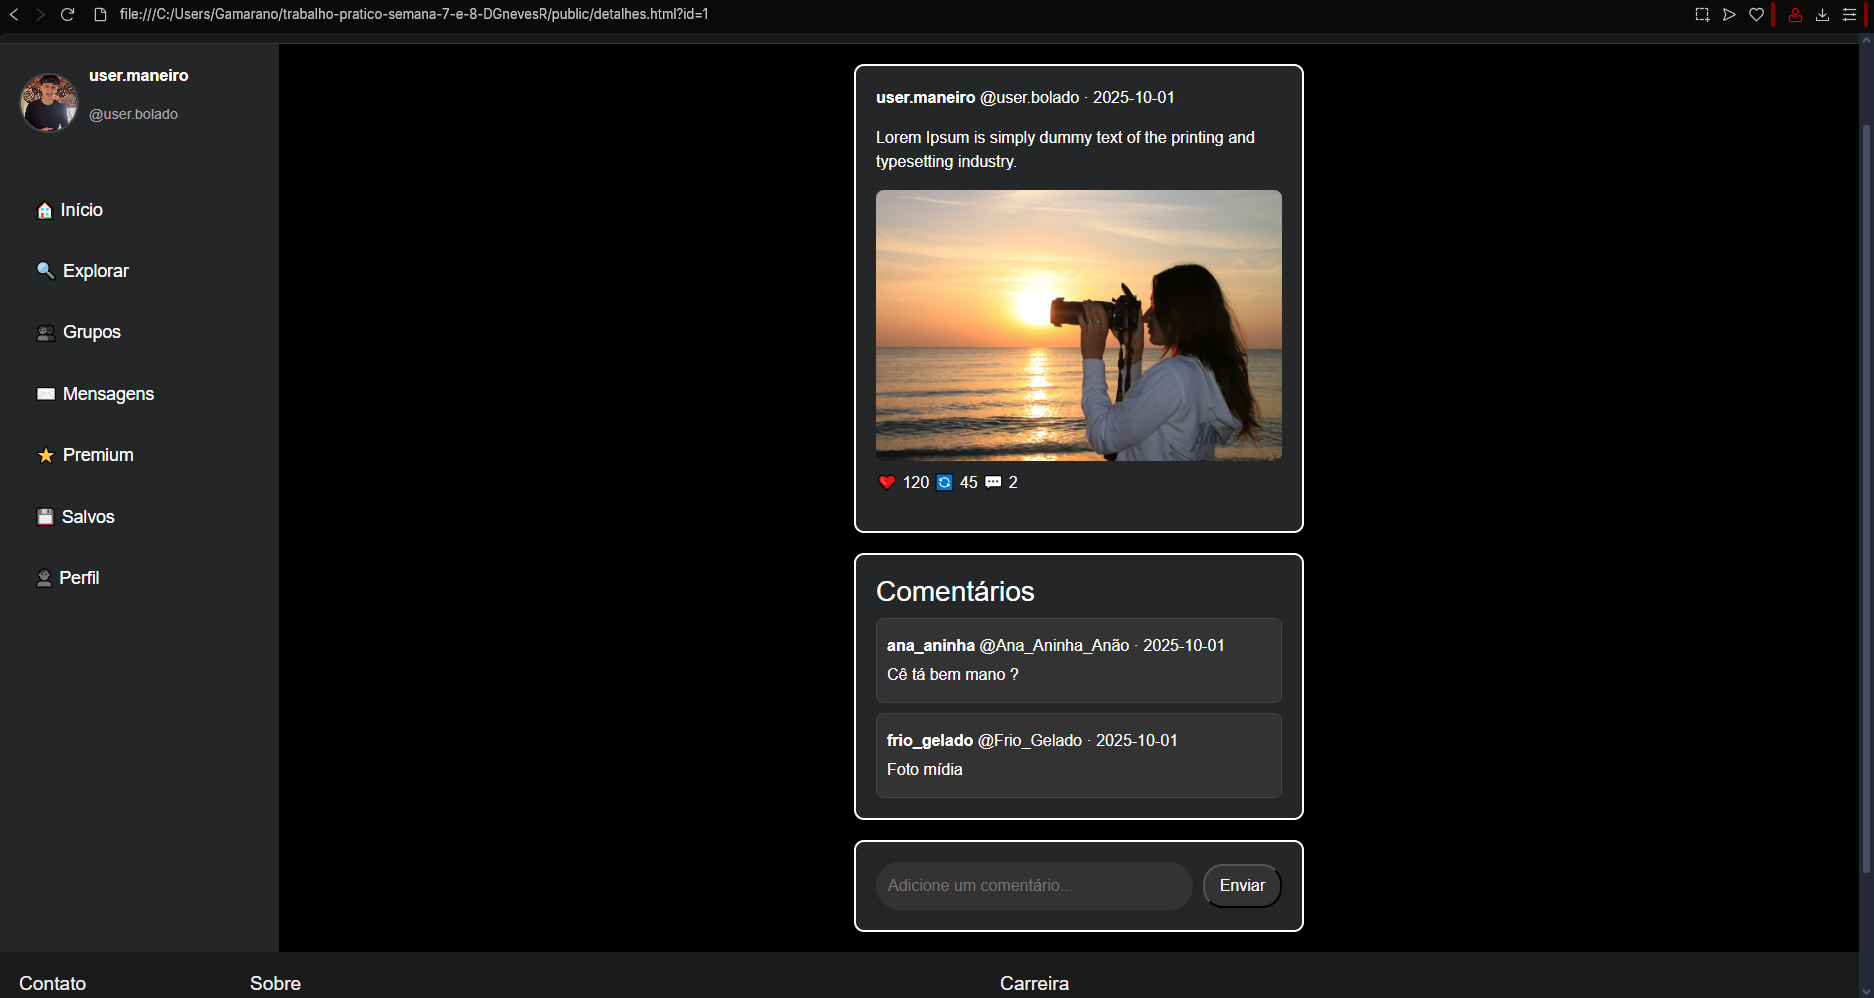 file:///C:/Users/Gamarano/trabalho-pratico-semana-7-e-8-DGnevesR/public/detalhes.html?id=1
user.maneiro
@user.bolado
Início
Explorar
Grupos
Mensagens
Premium
Salvos
Perfil
user.maneiro @user.bolado · 2025-10-01
Lorem Ipsum is simply dummy text of the printing and
typesetting industry.
120 45 2
Comentários
ana_aninha @Ana_Aninha_Anão · 2025-10-01
Cê tá bem mano ?
frio_gelado @Frio_Gelado · 2025-10-01
Foto mídia
Adicione um comentário...
Enviar
Contato
Sobre
Carreira